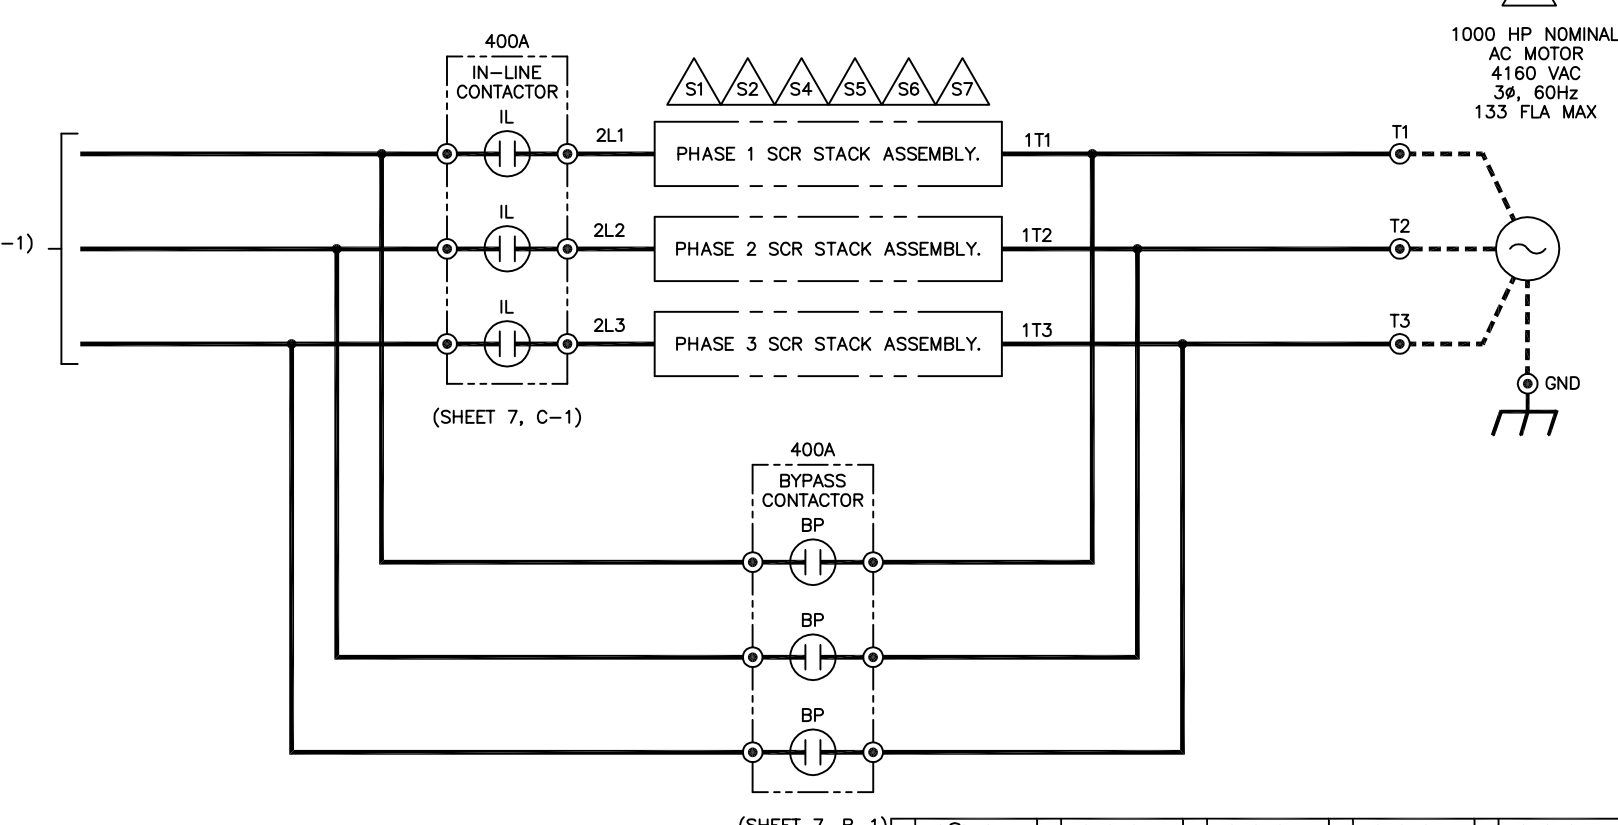 1000 HP NOMINAL
AC MOTOR
4160 VAC
3ø, 60Hz
133 FLA MAX
400A
IN-LINE
CONTACTOR
S1 S2 S4 S5 S6 S7
IL 2L1 PHASE 1 SCR STACK ASSEMBLY. 1T1 T1
-1) IL 2L2 PHASE 2 SCR STACK ASSEMBLY. 1T2 T2
IL 2L3 PHASE 3 SCR STACK ASSEMBLY. 1T3 T3
GND
(SHEET 7, C-1)
400A
BYPASS
CONTACTOR
BP
BP
BP
(SHEET 7, B-1)